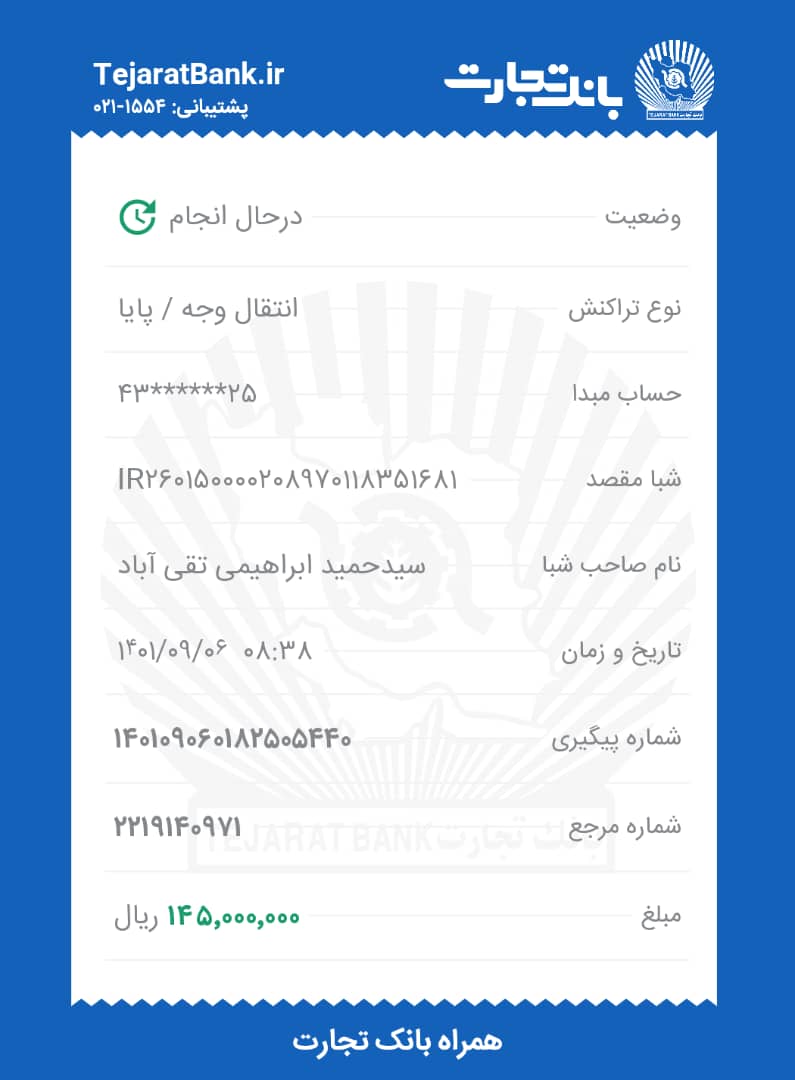 بانک تجارت
TejaratBank.ir
پشتیبانی: ۱۵۵۴-۰۲۱
وضعیت درحال انجام
نوع تراکنش انتقال وجه / پایا
حساب مبدا ۴۳******۲۵
شبا مقصد IR۲۶۰۱۵۰۰۰۰۰۲۰۸۹۷۰۱۱۸۳۵۱۶۸۱
نام صاحب شبا سیدحمید ابراهیمی تقی آباد
تاریخ و زمان ۱۴۰۱/۰۹/۰۶ ۰۸:۳۸
شماره پیگیری ۱۴۰۱۰۹۰۶۰۱۸۲۵۰۵۴۴۰
شماره مرجع ۲۲۱۹۱۴۰۹۷۱
مبلغ ۱۴۵,۰۰۰,۰۰۰ ریال
TEJARAT BANK بانک تجارت
همراه بانک تجارت